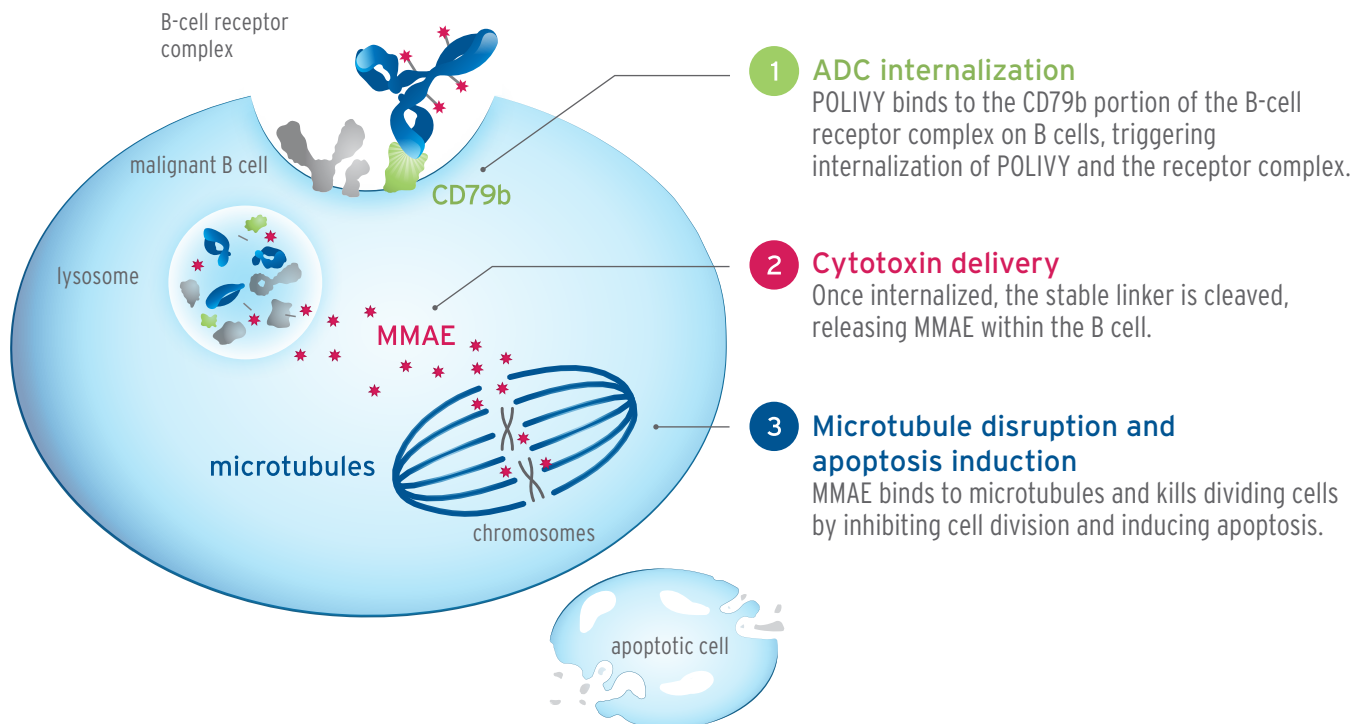 B-cell receptor
complex
malignant B cell
CD79b
lysosome
MMAE
microtubules
chromosomes
apoptotic cell
1 ADC internalization
POLIVY binds to the CD79b portion of the B-cell
receptor complex on B cells, triggering
internalization of POLIVY and the receptor complex.
2 Cytotoxin delivery
Once internalized, the stable linker is cleaved,
releasing MMAE within the B cell.
3 Microtubule disruption and
apoptosis induction
MMAE binds to microtubules and kills dividing cells
by inhibiting cell division and inducing apoptosis.